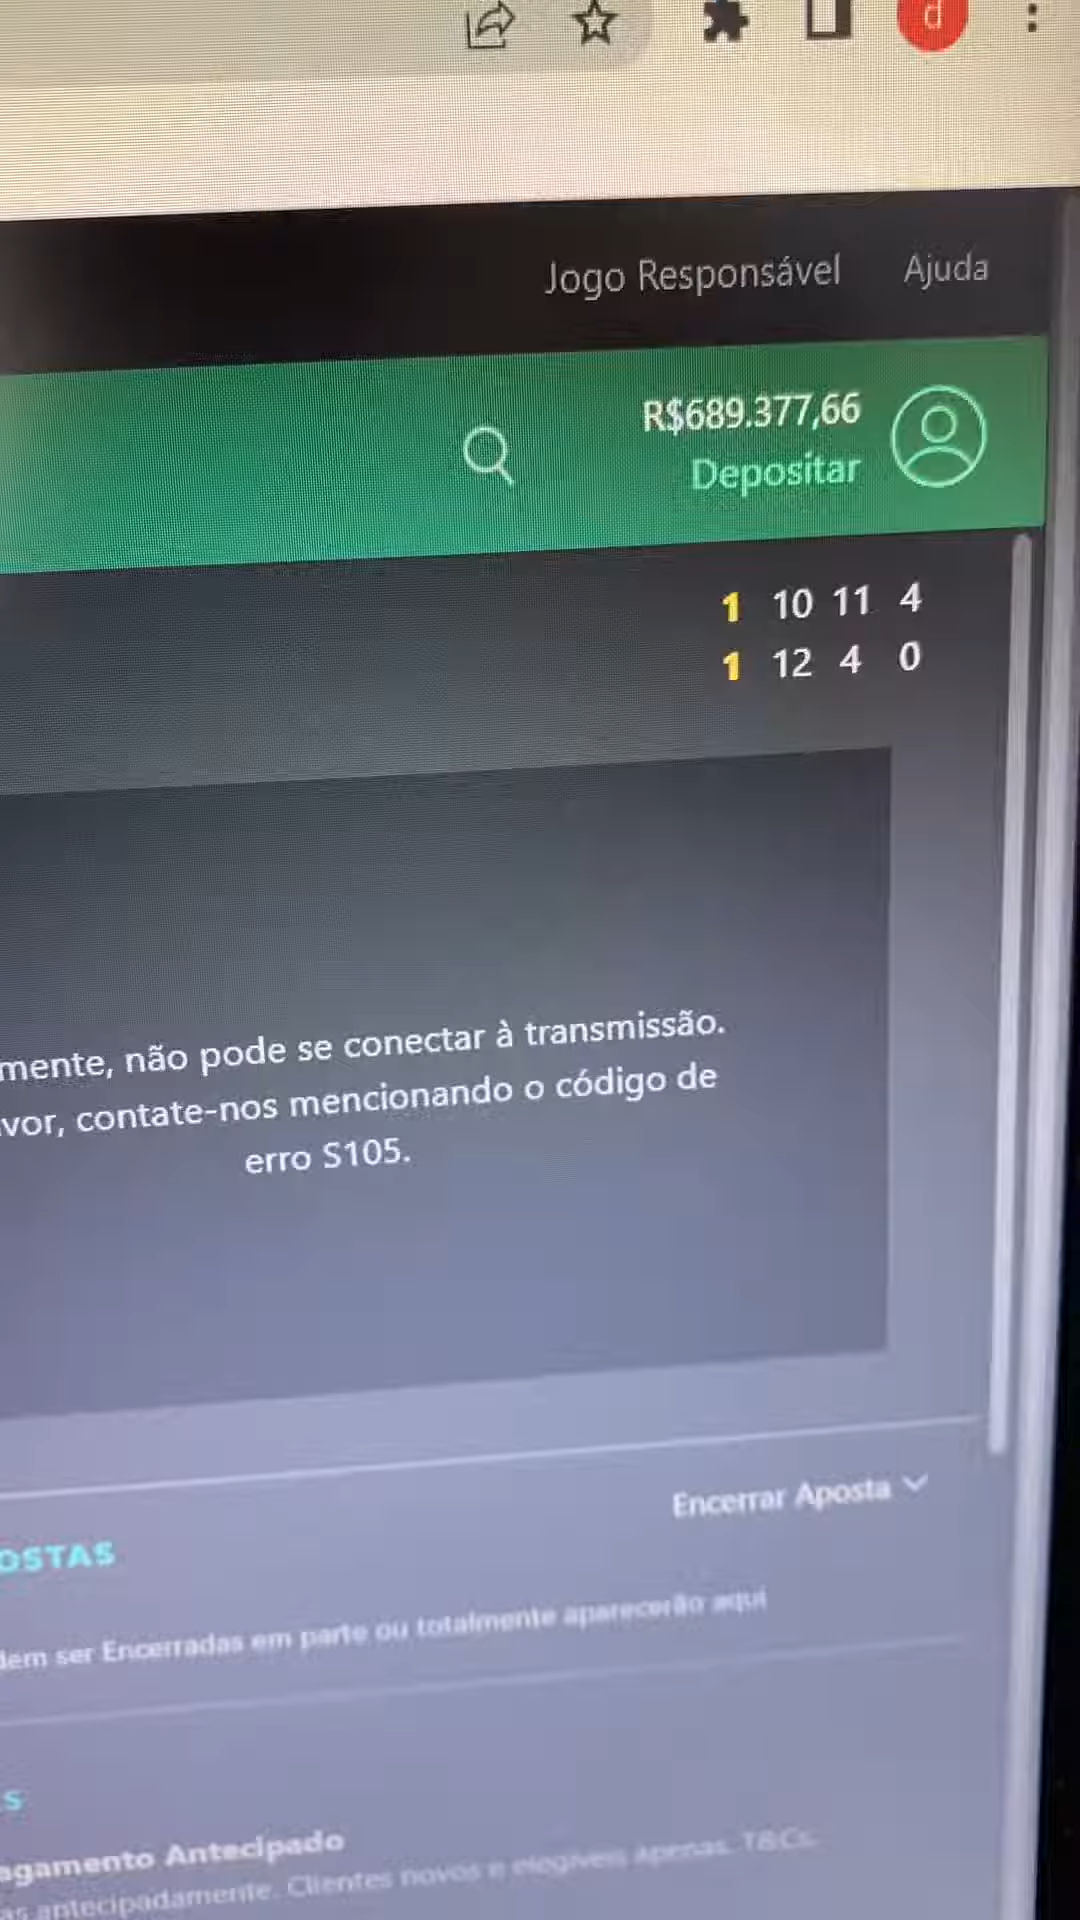 d
Jogo Responsável Ajuda
R$689.377,66
Depositar
1 10 11 4
1 12 4 0
mente, não pode se conectar à transmissão.
vor, contate-nos mencionando o código de
erro S105.
Encerrar Aposta
OSTAS
dem ser Encerradas em parte ou totalmente aparecerão aqui
S
agamento Antecipado
as antecipadamente. Clientes novos e elegíveis apenas. T&Cs.